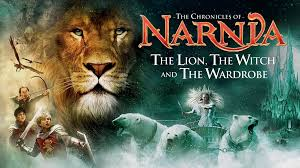 THE CHRONICLES OF
NARNIA
THE LION, THE WITCH
AND THE WARDROBE